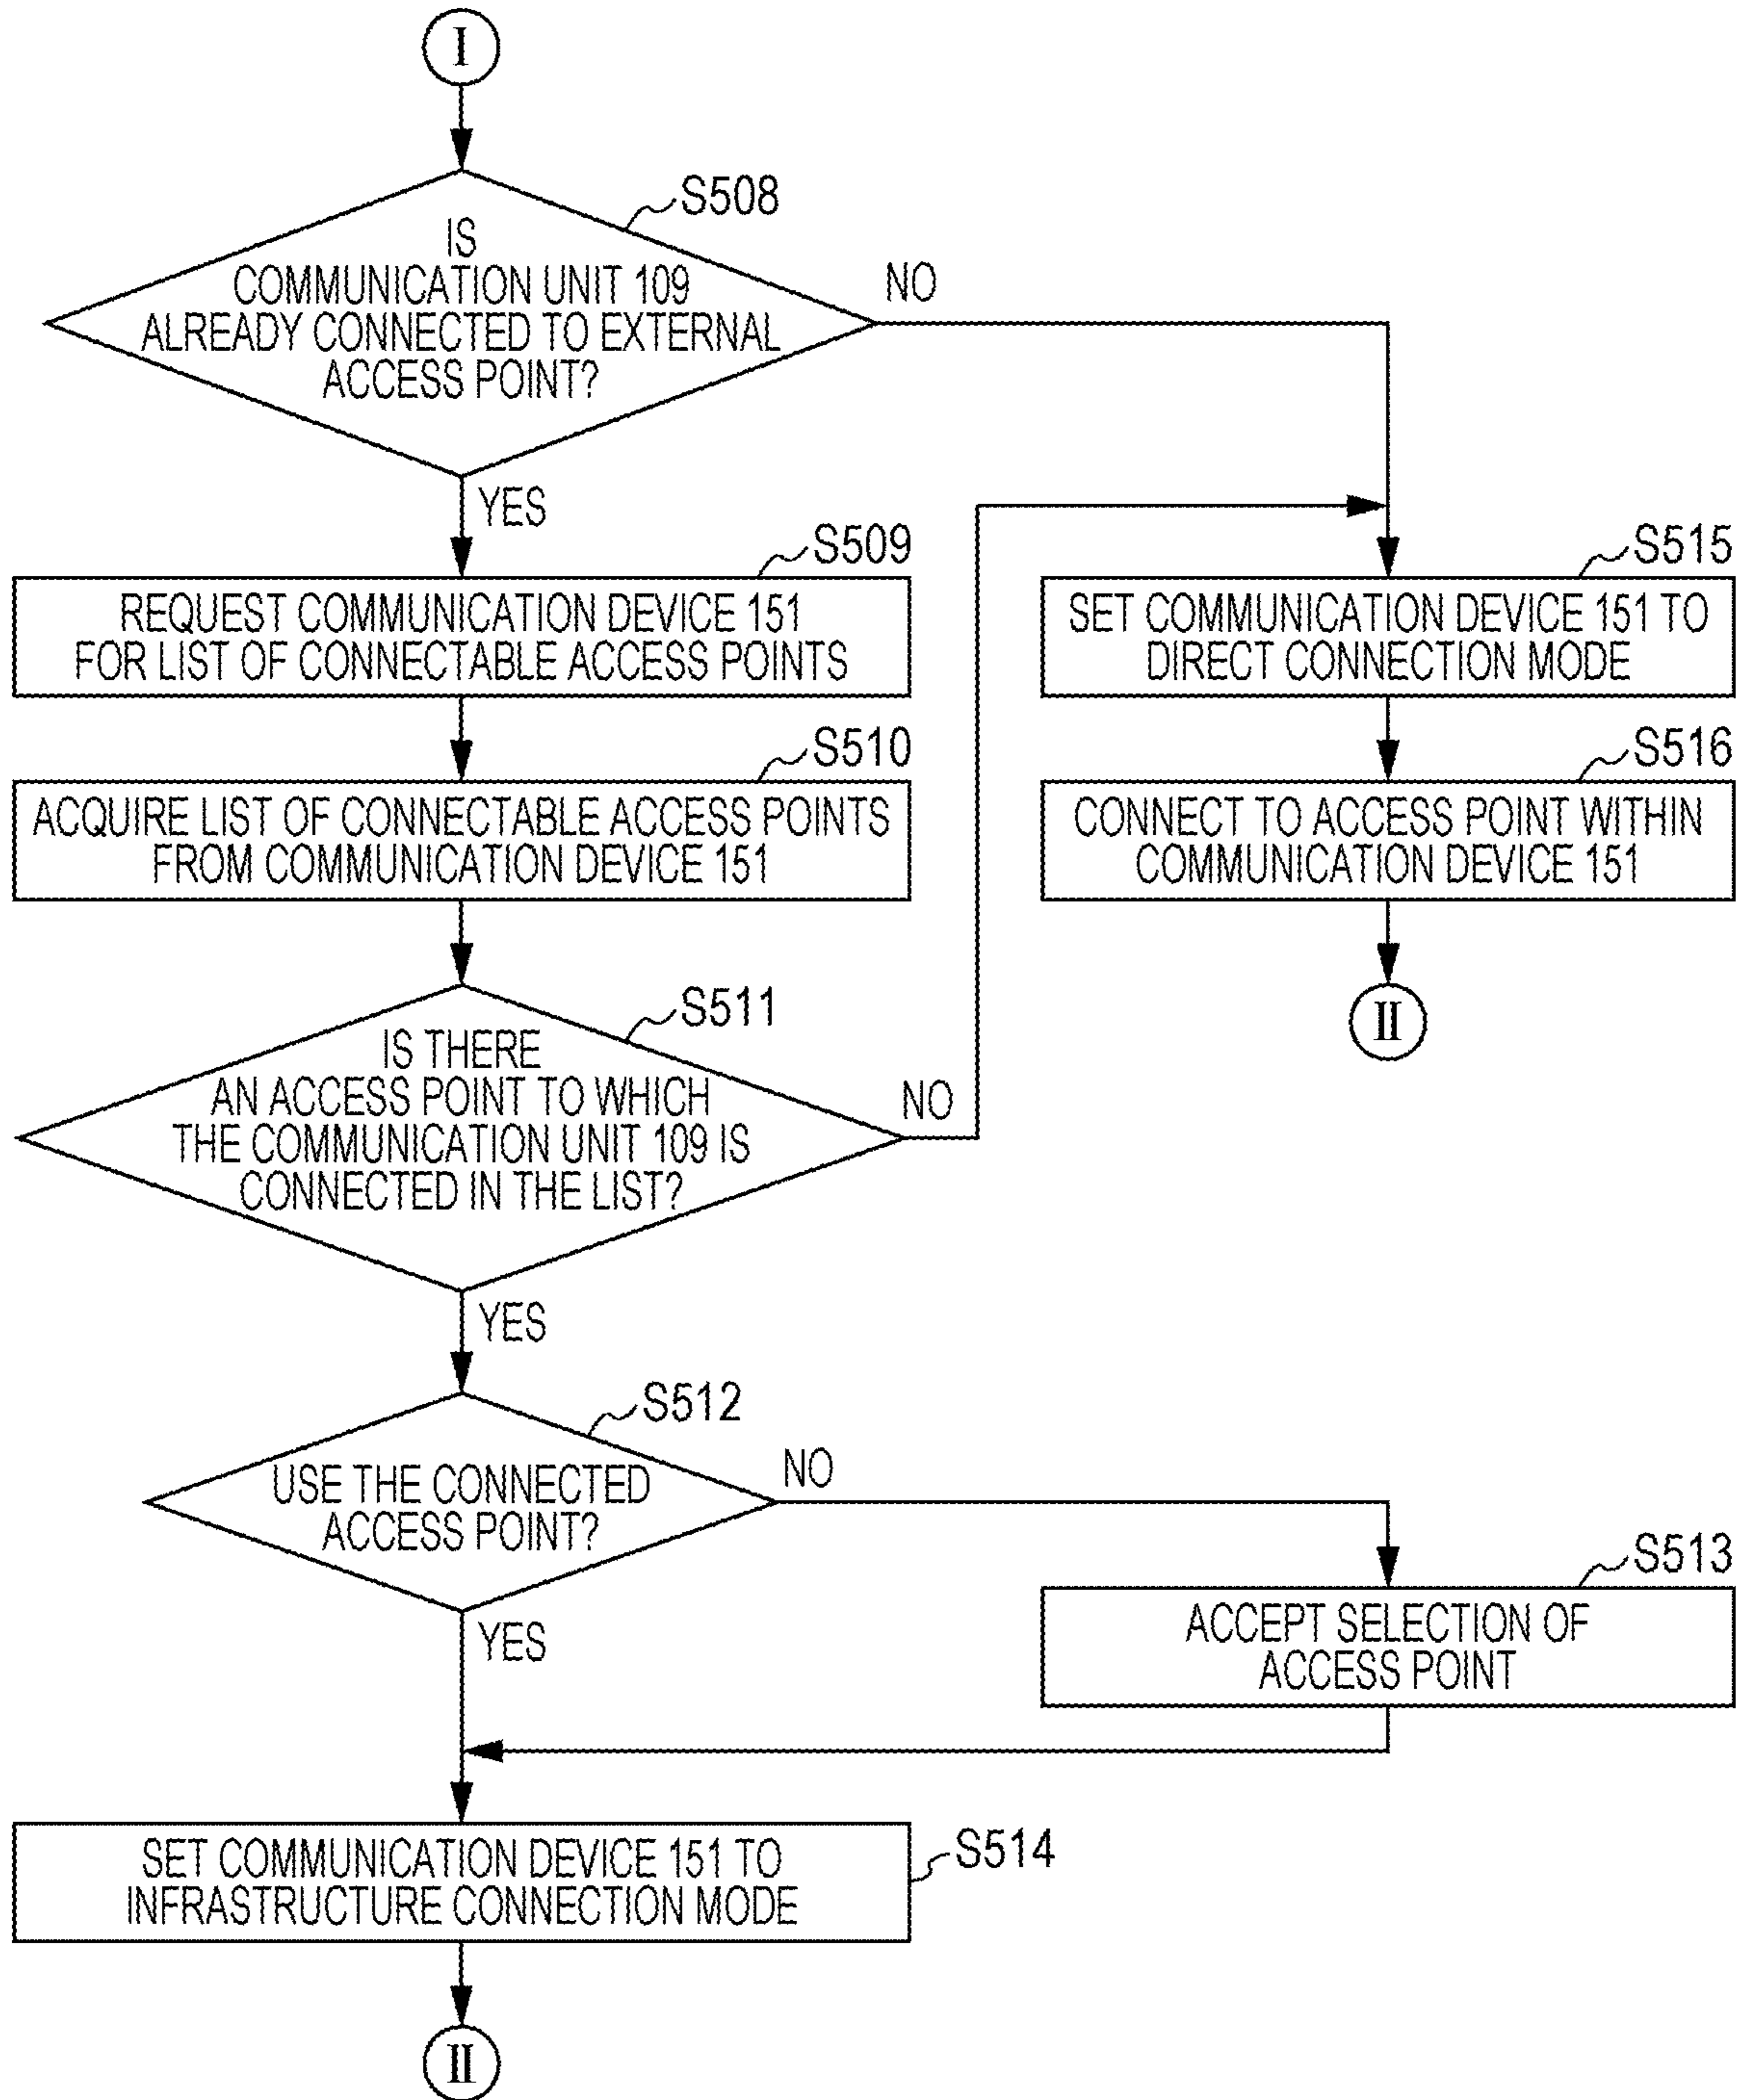 I
S508
IS
COMMUNICATION UNIT 109
ALREADY CONNECTED TO EXTERNAL
ACCESS POINT?
NO
YES
S509
REQUEST COMMUNICATION DEVICE 151
FOR LIST OF CONNECTABLE ACCESS POINTS
S515
SET COMMUNICATION DEVICE 151 TO
DIRECT CONNECTION MODE
S510
ACQUIRE LIST OF CONNECTABLE ACCESS POINTS
FROM COMMUNICATION DEVICE 151
S516
CONNECT TO ACCESS POINT WITHIN
COMMUNICATION DEVICE 151
II
S511
IS THERE
AN ACCESS POINT TO WHICH
THE COMMUNICATION UNIT 109 IS
CONNECTED IN THE LIST?
NO
YES
S512
USE THE CONNECTED
ACCESS POINT?
NO
YES
S513
ACCEPT SELECTION OF
ACCESS POINT
S514
SET COMMUNICATION DEVICE 151 TO
INFRASTRUCTURE CONNECTION MODE
II